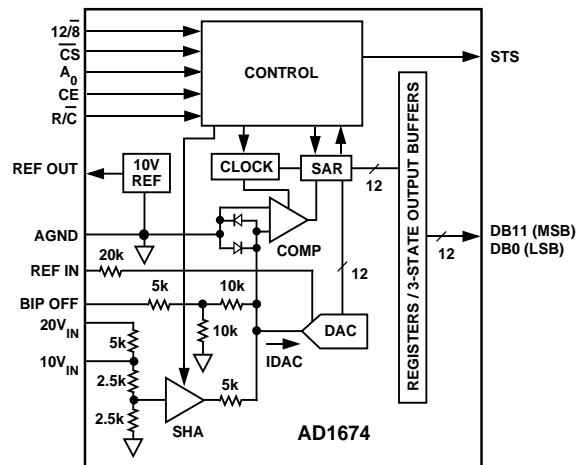 12/8̅
C̅S̅
A₀
CE
R/C̅
CONTROL
STS
REF OUT
10V
REF
CLOCK
SAR
12
AGND
COMP
REF IN
20k
12
BIP OFF
5k
10k
10k
20VIN
5k
10VIN
2.5k
2.5k
SHA
5k
IDAC
DAC
REGISTERS / 3-STATE OUTPUT BUFFERS
12
DB11 (MSB)
DB0 (LSB)
AD1674